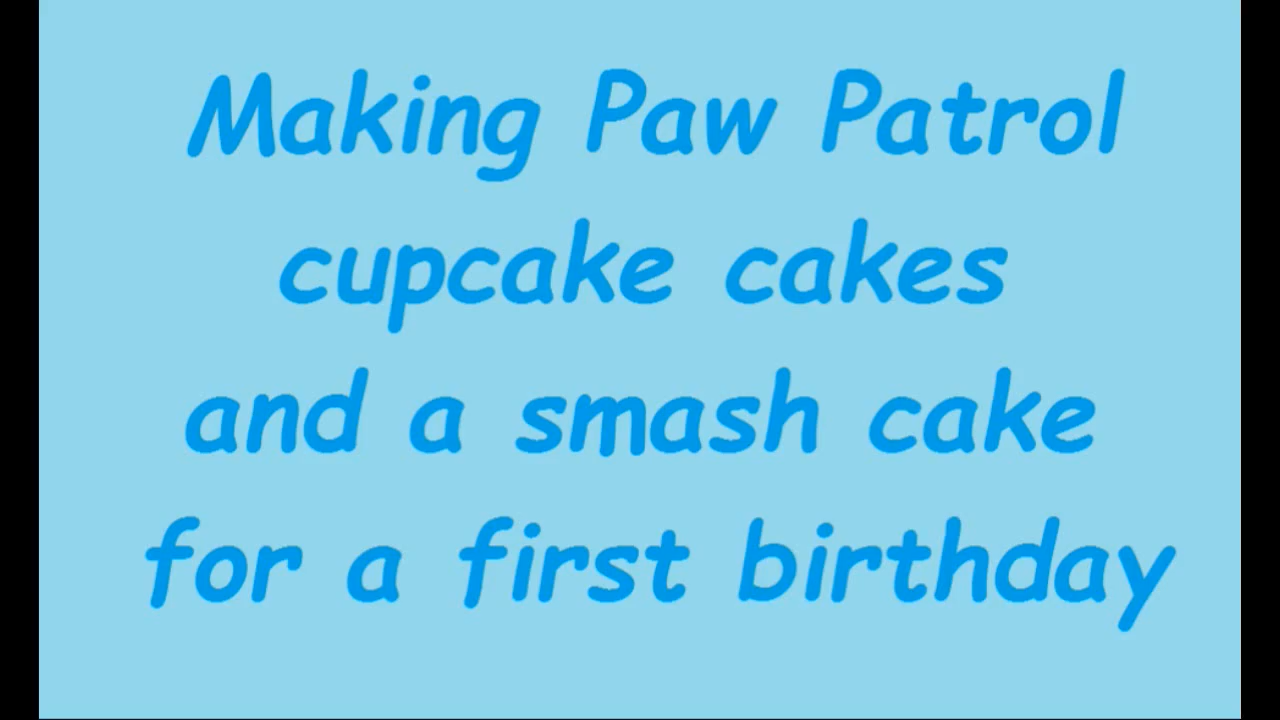 Making Paw Patrol
cupcake cakes
and a smash cake
for a first birthday